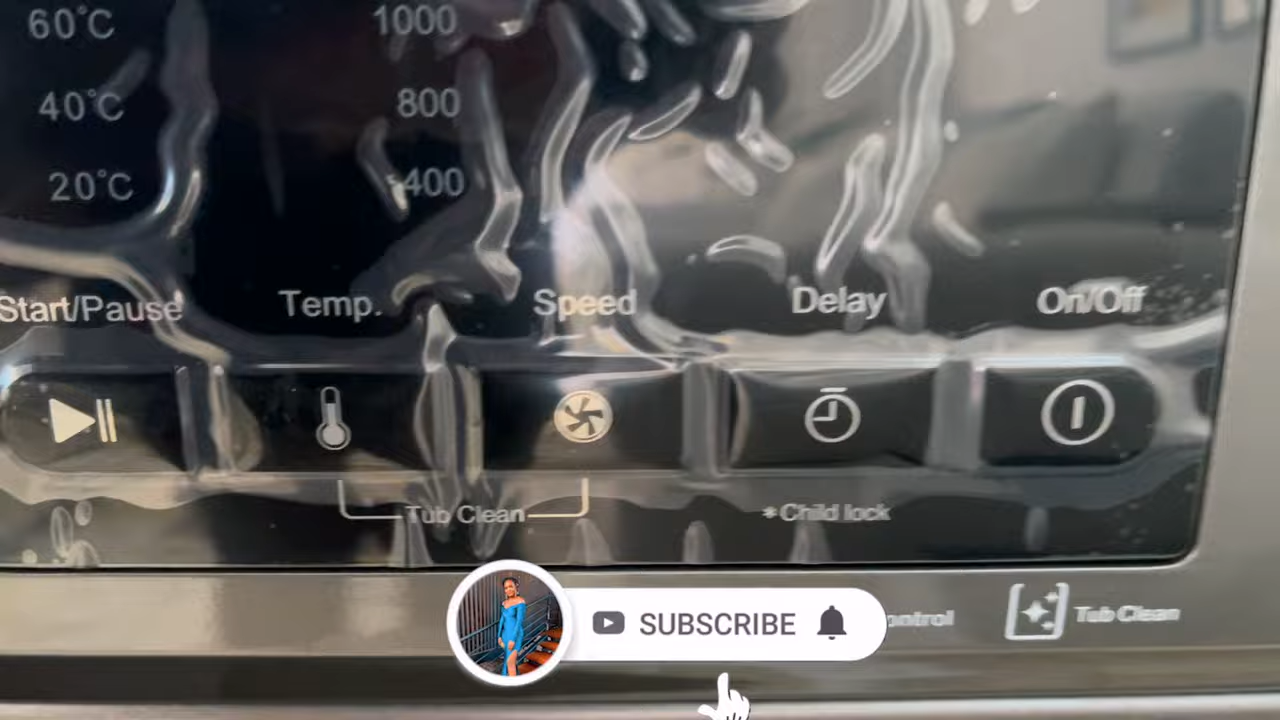 60°C 1000
40°C 800
20°C 400
Start/Pause Temp. Speed Delay On/Off
Tub Clean *Child lock
SUBSCRIBE
ontrol Tub Clean